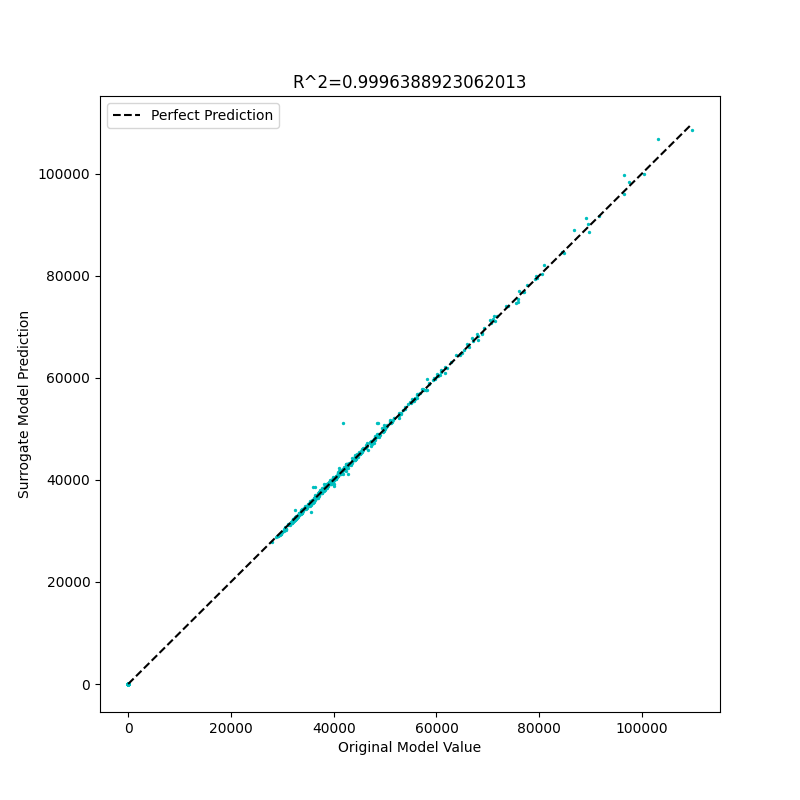 R^2=0.9996388923062013
Perfect Prediction
100000
80000
60000
40000
20000
0
Surrogate Model Prediction
0 20000 40000 60000 80000 100000
Original Model Value